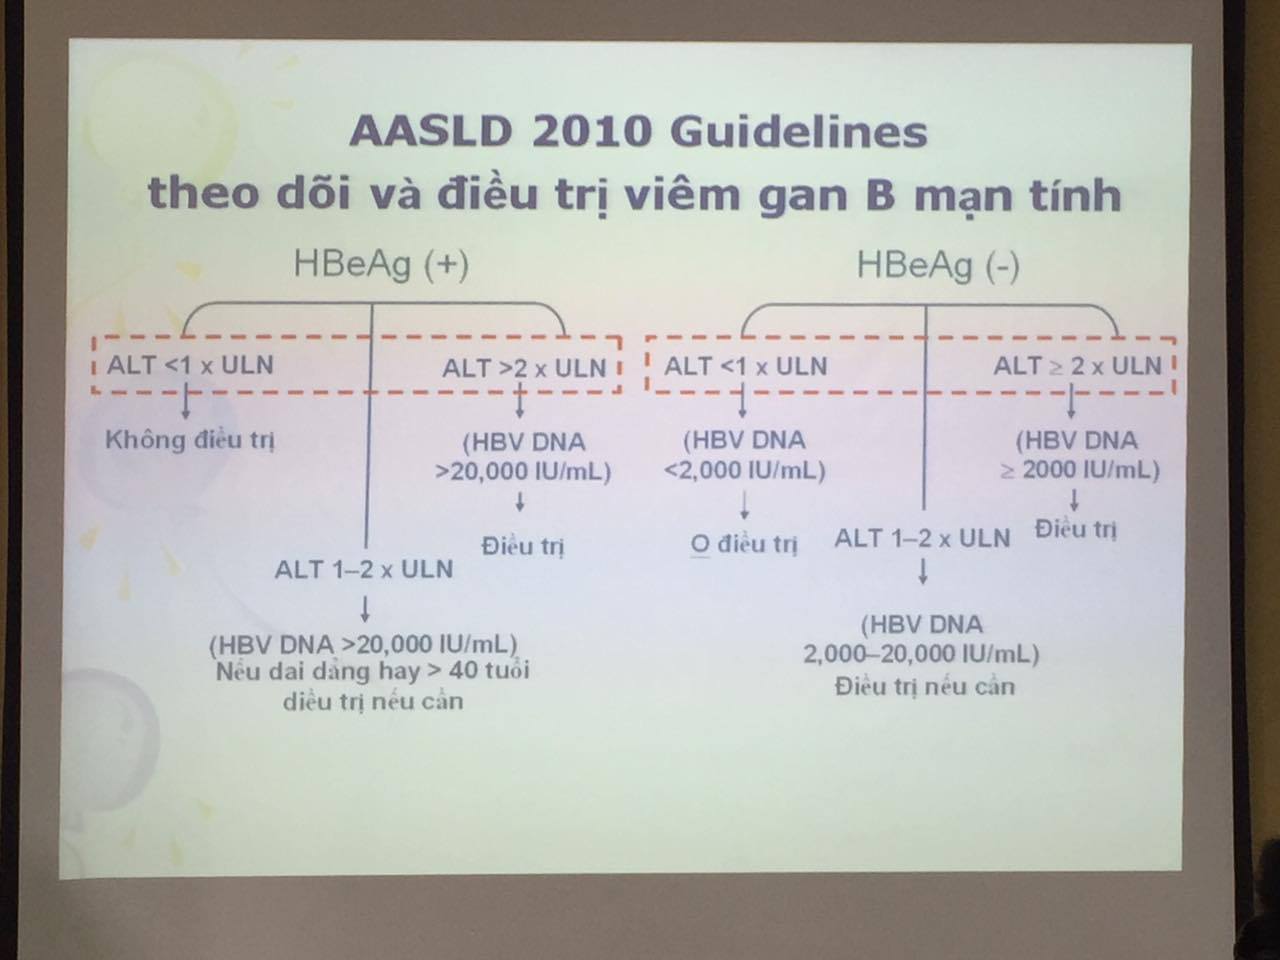 AASLD 2010 Guidelines
theo dõi và điều trị viêm gan B mạn tính
HBeAg (+)
ALT <1 x ULN
ALT >2 x ULN
Không điều trị
(HBV DNA
>20,000 IU/mL)
Điều trị
ALT 1–2 x ULN
(HBV DNA >20,000 IU/mL)
Nếu dai dẳng hay > 40 tuổi
diều trị nếu cần
HBeAg (-)
ALT <1 x ULN
ALT ≥ 2 x ULN
(HBV DNA
<2,000 IU/mL)
O điều trị
(HBV DNA
≥ 2000 IU/mL)
Điều trị
ALT 1–2 x ULN
(HBV DNA
2,000–20,000 IU/mL)
Điều trị nếu cần